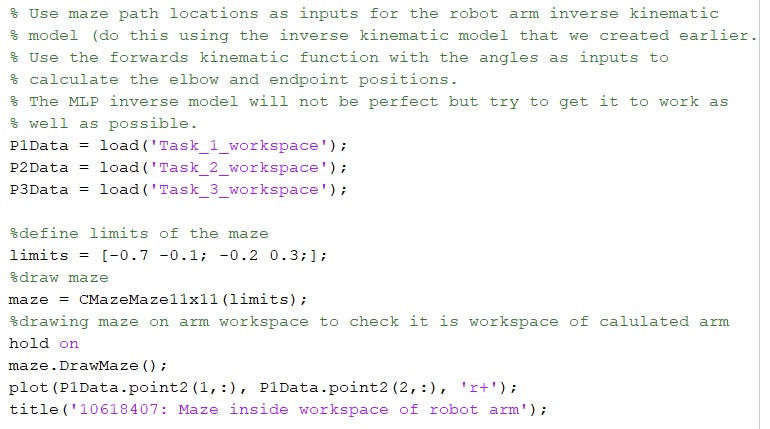 % Use maze path locations as inputs for the robot arm inverse kinematic
% model (do this using the inverse kinematic model that we created earlier.
% Use the forwards kinematic function with the angles as inputs to
% calculate the elbow and endpoint positions.
% The MLP inverse model will not be perfect but try to get it to work as
% well as possible.
P1Data = load('Task_1_workspace');
P2Data = load('Task_2_workspace');
P3Data = load('Task_3_workspace');
%define limits of the maze
limits = [-0.7 -0.1; -0.2 0.3;];
%draw maze
maze = CMazeMaze11x11(limits);
%drawing maze on arm workspace to check it is workspace of calulated arm
hold on
maze.DrawMaze();
plot(P1Data.point2(1,:), P1Data.point2(2,:), 'r+');
title('10618407: Maze inside workspace of robot arm');